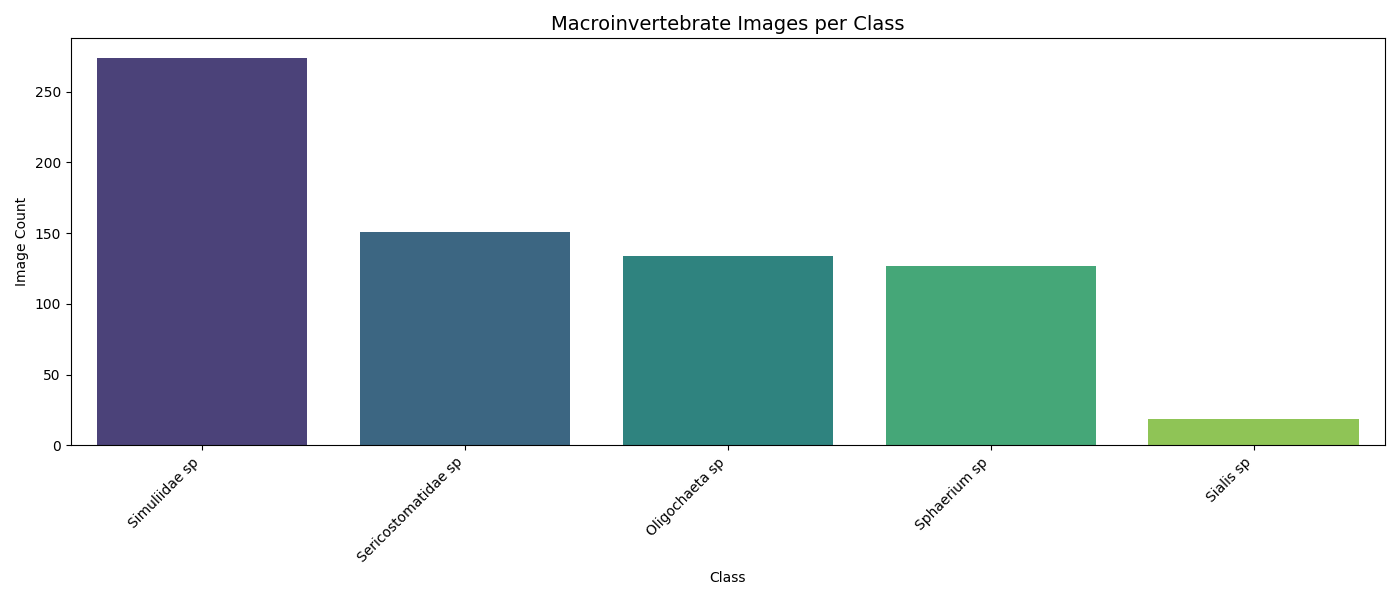 Macroinvertebrate Images per Class
Image Count
250
200
150
100
50
0
Simuliidae sp
Sericostomatidae sp
Oligochaeta sp
Sphaerium sp
Sialis sp
Class